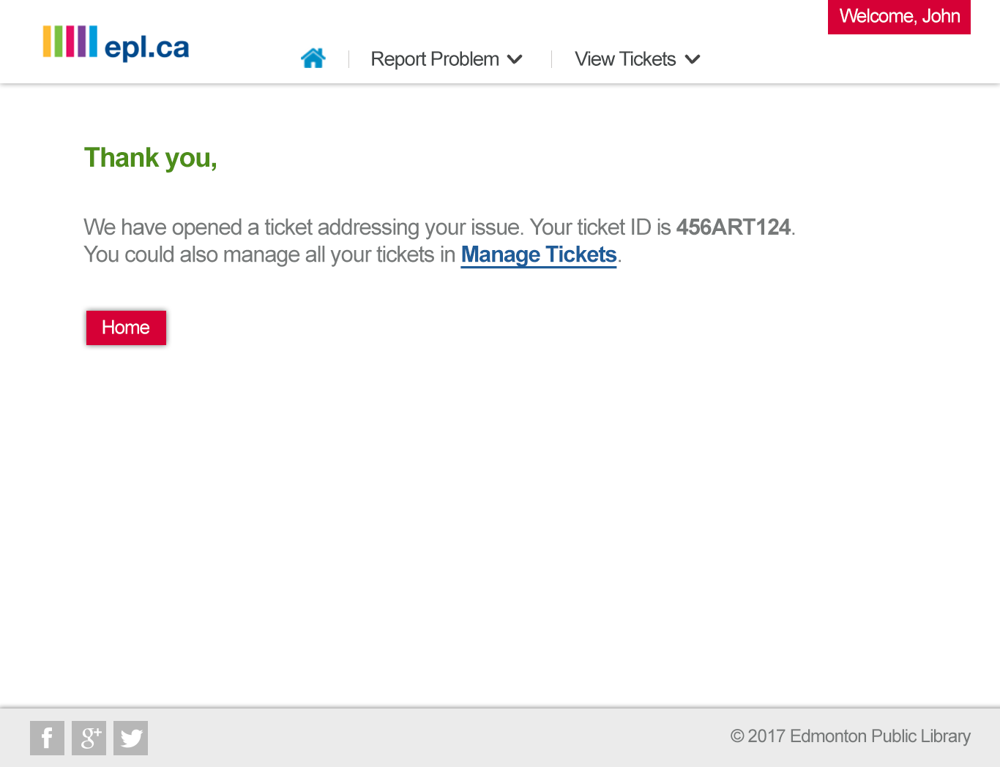 Welcome, John
epl.ca
Report Problem
View Tickets
Thank you,
We have opened a ticket addressing your issue. Your ticket ID is 456ART124.
You could also manage all your tickets in Manage Tickets.
Home
f g+
© 2017 Edmonton Public Library